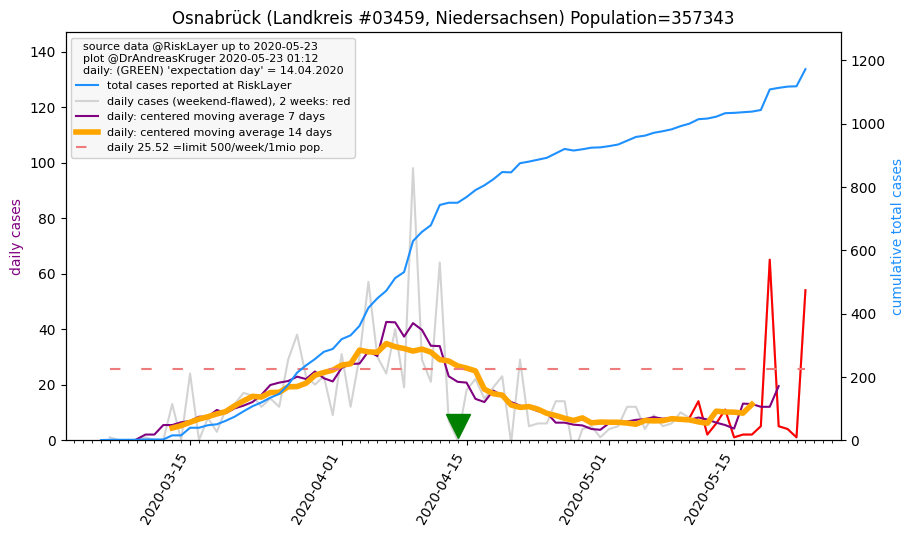 Osnabrück (Landkreis #03459, Niedersachsen) Population=357343
source data @RiskLayer up to 2020-05-23
plot @DrAndreasKruger 2020-05-23 01:12
daily: (GREEN) 'expectation day' = 14.04.2020
total cases reported at RiskLayer
daily cases (weekend-flawed), 2 weeks: red
daily: centered moving average 7 days
daily: centered moving average 14 days
daily 25.52 =limit 500/week/1mio pop.
daily cases
140
120
100
80
60
40
20
0
1200
1000
800
600
400
200
0
cumulative total cases
2020-03-15
2020-04-01
2020-04-15
2020-05-01
2020-05-15